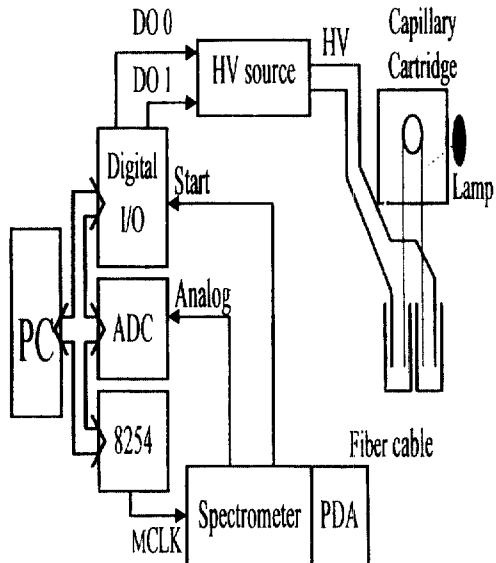 DO 0
HV
Capillary
Cartridge
HV source
DO 1
Digital
I/O
Start
Lamp
PC
ADC
Analog
8254
Fiber cable
MCLK
Spectrometer
PDA